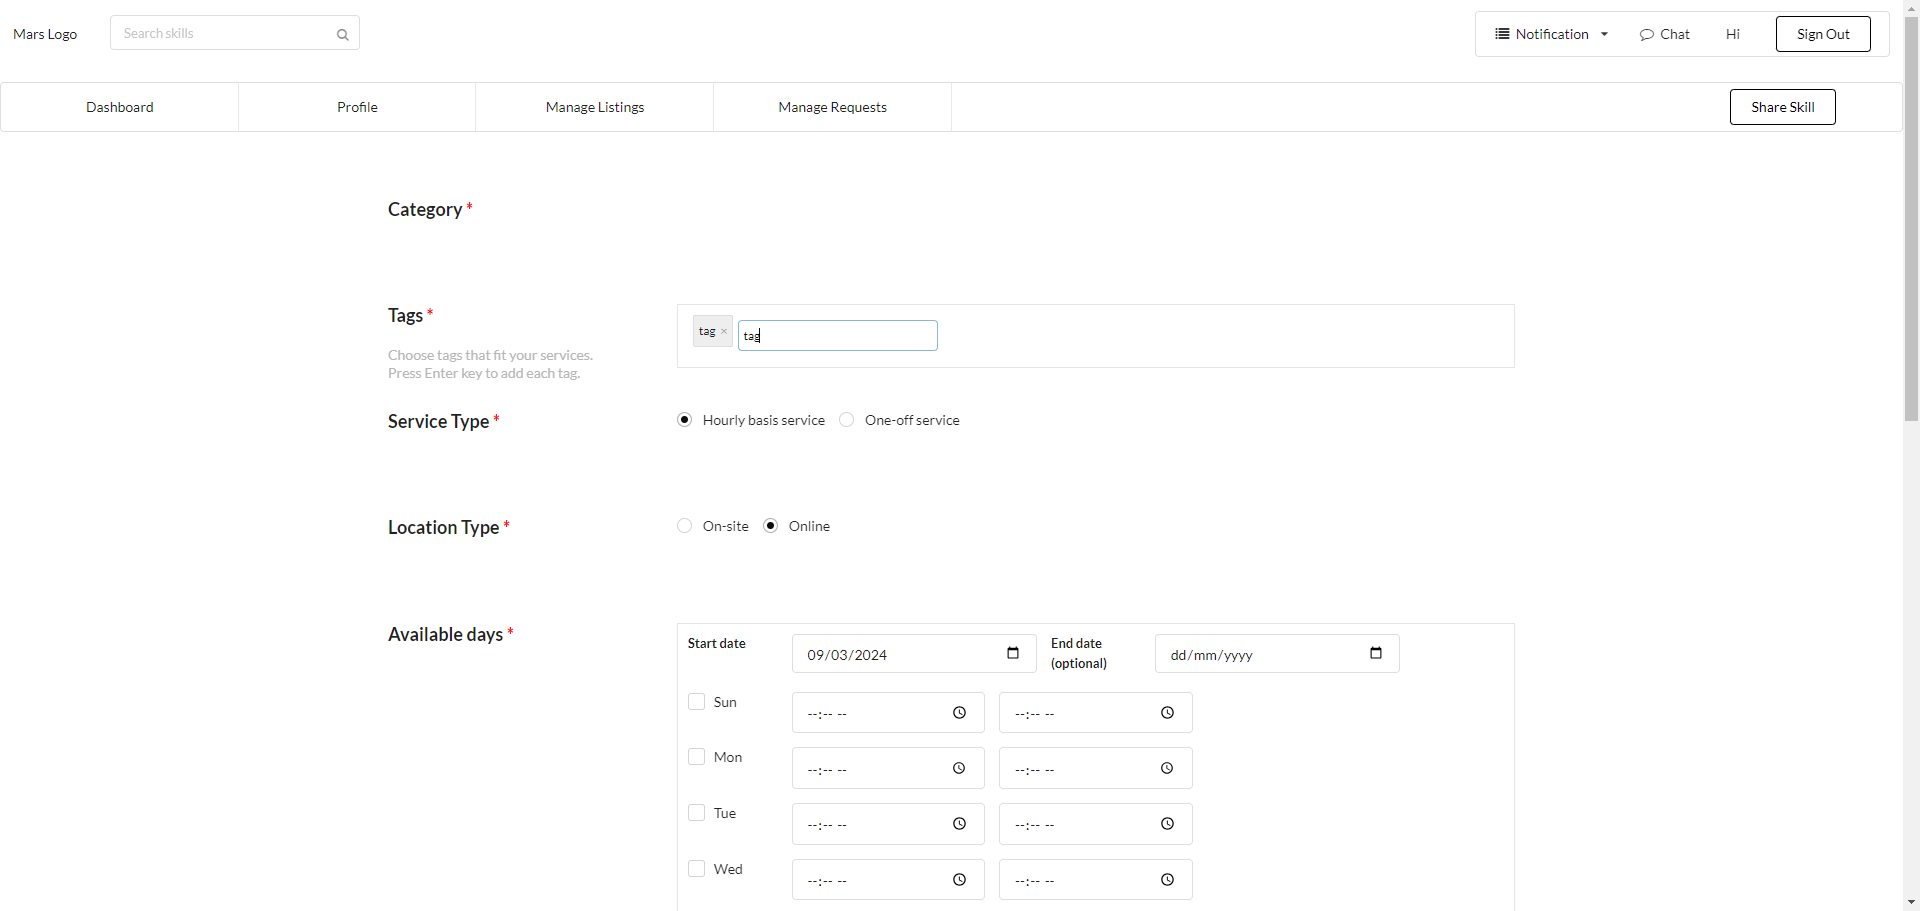 Mars Logo
Search skills
Notification
Chat
Hi
Sign Out
Dashboard
Profile
Manage Listings
Manage Requests
Share Skill
Category *
Tags *
Choose tags that fit your services.
Press Enter key to add each tag.
tag ×
tag
Service Type *
Hourly basis service
One-off service
Location Type *
On-site
Online
Available days *
Start date
09/03/2024
End date
(optional)
dd/mm/yyyy
Sun
--:-- --
--:-- --
Mon
--:-- --
--:-- --
Tue
--:-- --
--:-- --
Wed
--:-- --
--:-- --